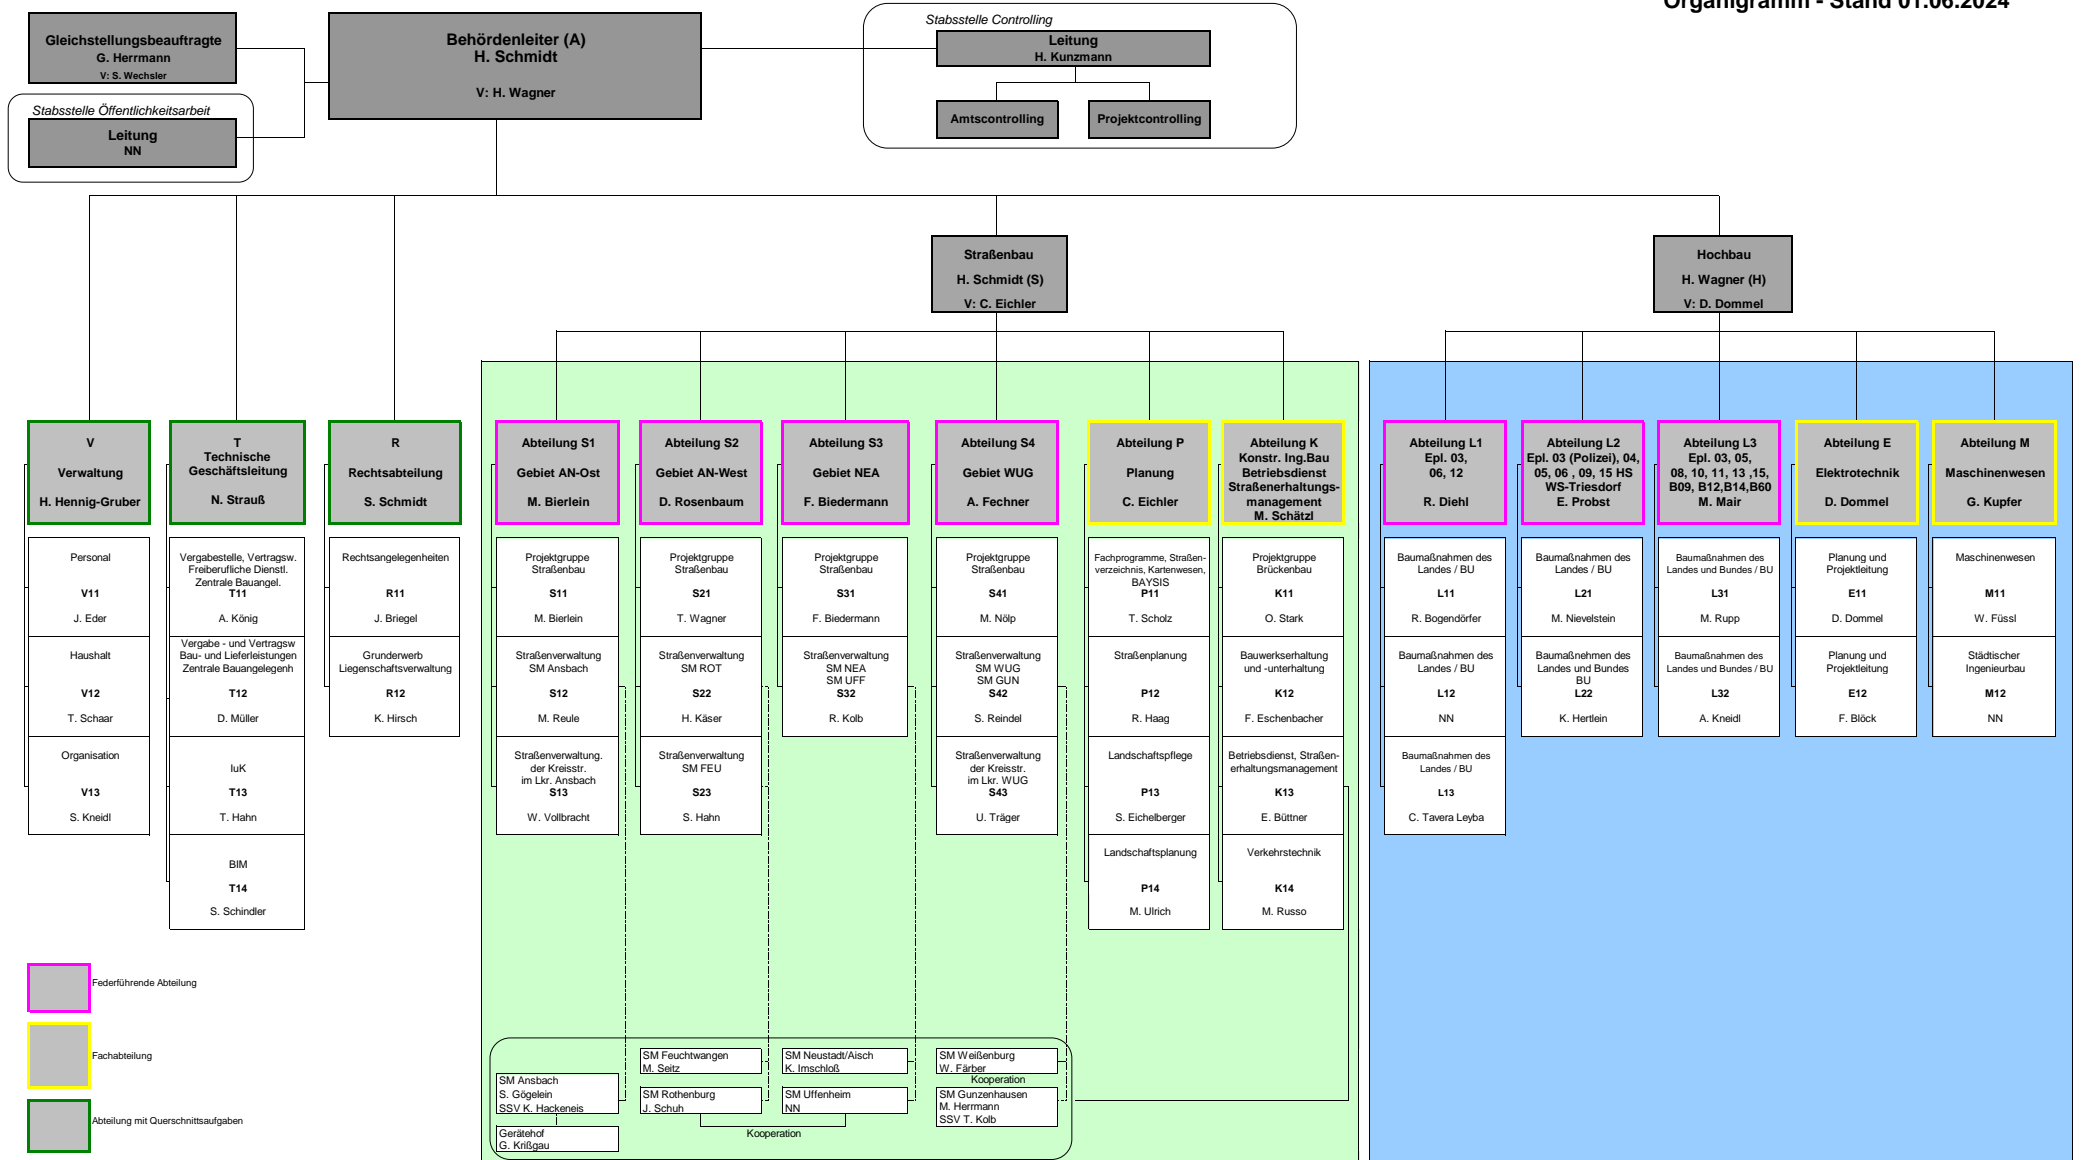 Organigramm - Stand 01.06.2024
Gleichstellungsbeauftragte
G. Herrmann
V: S. Wechsler
Stabsstelle Öffentlichkeitsarbeit
Leitung
NN
Behördenleiter (A)
H. Schmidt
V: H. Wagner
Stabsstelle Controlling
Leitung
H. Kunzmann
Amtscontrolling
Projektcontrolling
Straßenbau
H. Schmidt (S)
V: C. Eichler
Hochbau
H. Wagner (H)
V: D. Dommel
V
Verwaltung
H. Hennig-Gruber
Personal
V11
J. Eder
Haushalt
V12
T. Schaar
Organisation
V13
S. Kneidl
T
Technische
Geschäftsleitung
N. Strauß
Vergabestelle, Vertragsw.
Freiberufliche Dienstl.
Zentrale Bauangel.
T11
A. König
Vergabe - und Vertragsw
Bau- und Lieferleistungen
Zentrale Bauangelegenh
T12
D. Müller
IuK
T13
T. Hahn
BIM
T14
S. Schindler
R
Rechtsabteilung
S. Schmidt
Rechtsangelegenheiten
R11
J. Briegel
Grunderwerb
Liegenschaftsverwaltung
R12
K. Hirsch
Abteilung S1
Gebiet AN-Ost
M. Bierlein
Projektgruppe
Straßenbau
S11
M. Bierlein
Straßenverwaltung
SM Ansbach
S12
M. Reule
Straßenverwaltung.
der Kreisstr.
im Lkr. Ansbach
S13
W. Vollbracht
Abteilung S2
Gebiet AN-West
D. Rosenbaum
Projektgruppe
Straßenbau
S21
T. Wagner
Straßenverwaltung
SM ROT
S22
H. Käser
Straßenverwaltung
SM FEU
S23
S. Hahn
Abteilung S3
Gebiet NEA
F. Biedermann
Projektgruppe
Straßenbau
S31
F. Biedermann
Straßenverwaltung
SM NEA
SM UFF
S32
R. Kolb
Abteilung S4
Gebiet WUG
A. Fechner
Projektgruppe
Straßenbau
S41
M. Nölp
Straßenverwaltung
SM WUG
SM GUN
S42
S. Reindel
Straßenverwaltung
der Kreisstr.
im Lkr. WUG
S43
U. Träger
Abteilung P
Planung
C. Eichler
Fachprogramme, Straßen-
verzeichnis, Kartenwesen,
BAYSIS
P11
T. Scholz
Straßenplanung
P12
R. Haag
Landschaftspflege
P13
S. Eichelberger
Landschaftsplanung
P14
M. Ulrich
Abteilung K
Konstr. Ing.Bau
Betriebsdienst
Straßenerhaltungs-
management
M. Schätzl
Projektgruppe
Brückenbau
K11
O. Stark
Bauwerkserhaltung
und -unterhaltung
K12
F. Eschenbacher
Betriebsdienst, Straßen-
erhaltungsmanagement
K13
E. Büttner
Verkehrstechnik
K14
M. Russo
Abteilung L1
Epl. 03,
06, 12
R. Diehl
Baumaßnahmen des
Landes / BU
L11
R. Bogendörfer
Baumaßnahmen des
Landes / BU
L12
NN
Baumaßnahmen des
Landes / BU
L13
C. Tavera Leyba
Abteilung L2
Epl. 03 (Polizei), 04,
05, 06 , 09, 15 HS
WS-Triesdorf
E. Probst
Baumaßnahmen des
Landes / BU
L21
M. Nievelstein
Baumaßnehmen des
Landes und Bundes
BU
L22
K. Hertlein
Abteilung L3
Epl. 03, 05,
08, 10, 11, 13 ,15,
B09, B12,B14,B60
M. Mair
Baumaßnahmen des
Landes und Bundes / BU
L31
M. Rupp
Baumaßnahmen des
Landes und Bundes / BU
L32
A. Kneidl
Abteilung E
Elektrotechnik
D. Dommel
Planung und
Projektleitung
E11
D. Dommel
Planung und
Projektleitung
E12
F. Blöck
Abteilung M
Maschinenwesen
G. Kupfer
Maschinenwesen
M11
W. Füssl
Städtischer
Ingenieurbau
M12
NN
Federführende Abteilung
Fachabteilung
Abteilung mit Querschnittsaufgaben
SM Ansbach
S. Gögelein
SSV K. Hackeneis
Gerätehof
G. Krißgau
SM Feuchtwangen
M. Seitz
SM Rothenburg
J. Schuh
SM Neustadt/Aisch
K. Imschloß
SM Uffenheim
NN
Kooperation
SM Weißenburg
W. Färber
Kooperation
SM Gunzenhausen
M. Herrmann
SSV T. Kolb